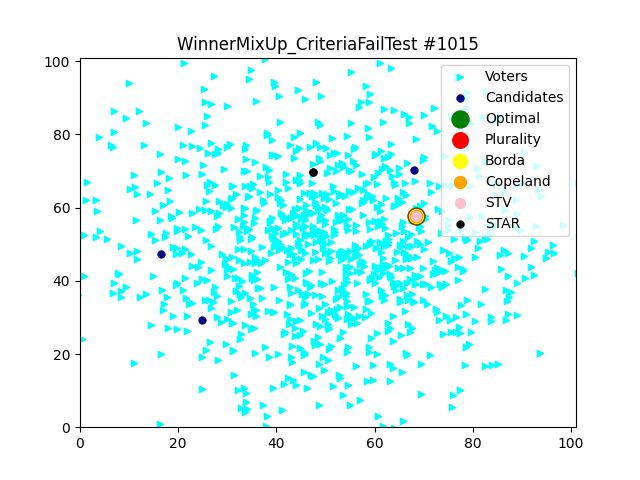 WinnerMixUp_CriteriaFailTest #1015
100
80
60
40
20
0
0 20 40 60 80 100
Voters
Candidates
Optimal
Plurality
Borda
Copeland
STV
STAR